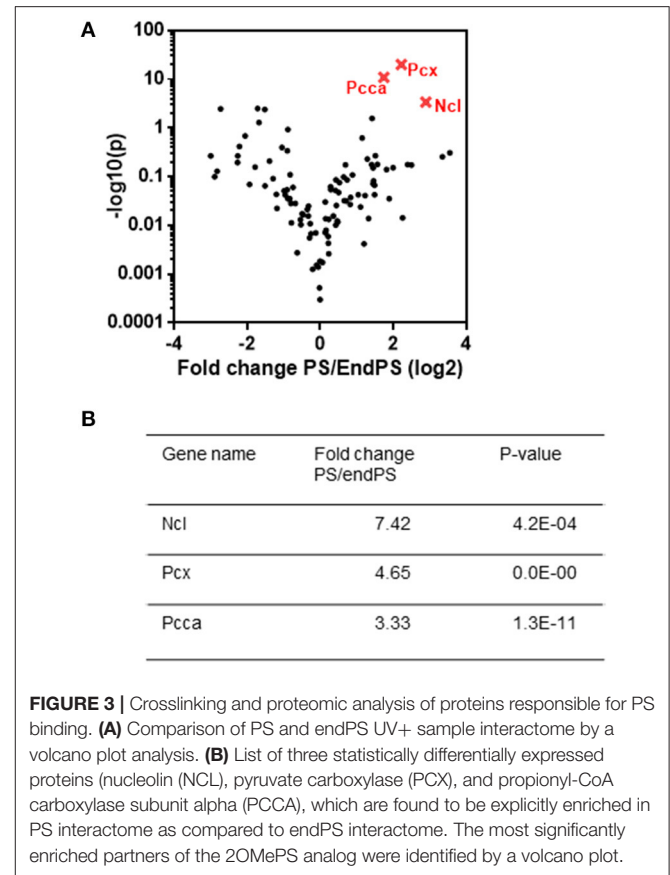 A
100
10
1
0.1
0.01
0.001
0.0001
-log10(p)
Pcx
Pcca
Ncl
-4 -2 0 2 4
Fold change PS/EndPS (log2)
B
Gene name Fold change P-value
PS/endPS
Ncl 7.42 4.2E-04
Pcx 4.65 0.0E-00
Pcca 3.33 1.3E-11
FIGURE 3 | Crosslinking and proteomic analysis of proteins responsible for PS
binding. (A) Comparison of PS and endPS UV+ sample interactome by a
volcano plot analysis. (B) List of three statistically differentially expressed
proteins (nucleolin (NCL), pyruvate carboxylase (PCX), and propionyl-CoA
carboxylase subunit alpha (PCCA), which are found to be explicitly enriched in
PS interactome as compared to endPS interactome. The most significantly
enriched partners of the 2OMePS analog were identified by a volcano plot.